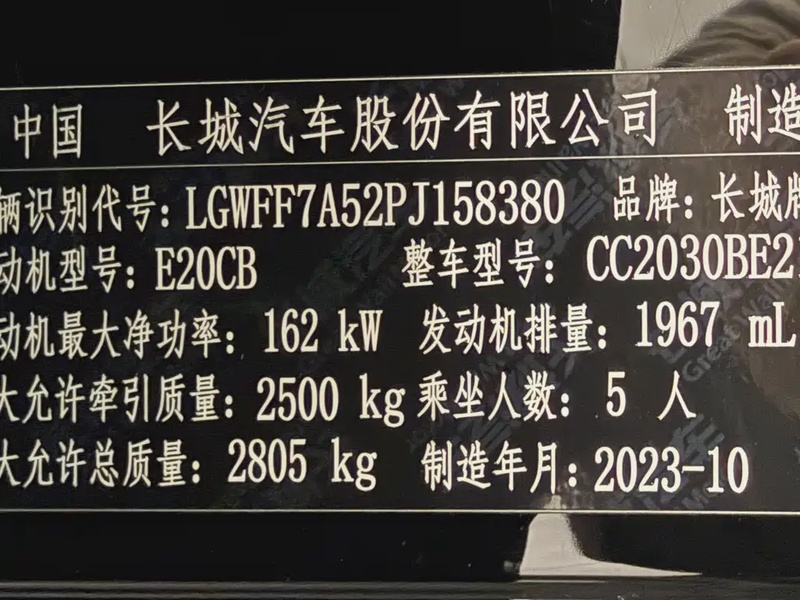 中国 长城汽车股份有限公司 制造
辆识别代号：LGWFF7A52PJ158380 品牌：长城牌
动机型号：E20CB 整车型号：CC2030BE2
动机最大净功率：162 kW 发动机排量：1967 mL
大允许牵引质量：2500 kg 乘坐人数：5 人
大允许总质量：2805 kg 制造年月：2023-10